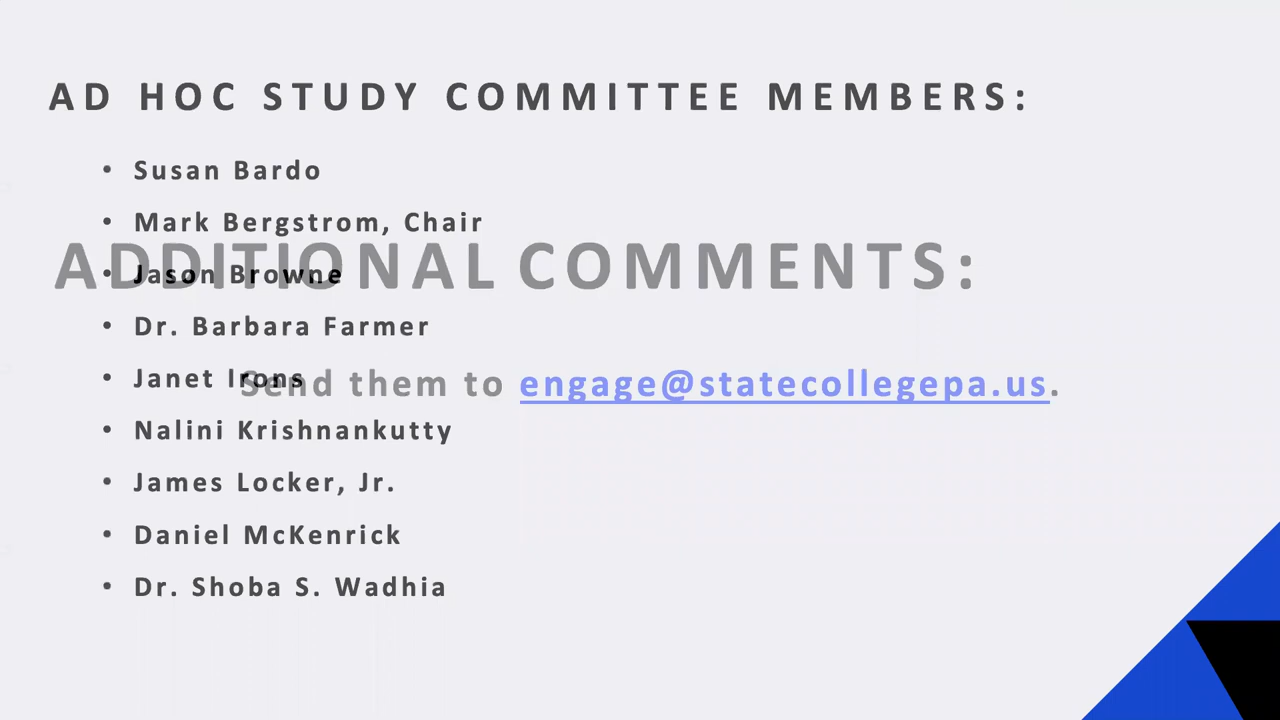 AD HOC STUDY COMMITTEE MEMBERS:
• Susan Bardo
• Mark Bergstrom, Chair
ADDITIONAL COMMENTS:
• Jason Browne
• Dr. Barbara Farmer
• Janet Irons
Send them to engage@statecollegepa.us.
• Nalini Krishnankutty
• James Locker, Jr.
• Daniel McKenrick
• Dr. Shoba S. Wadhia